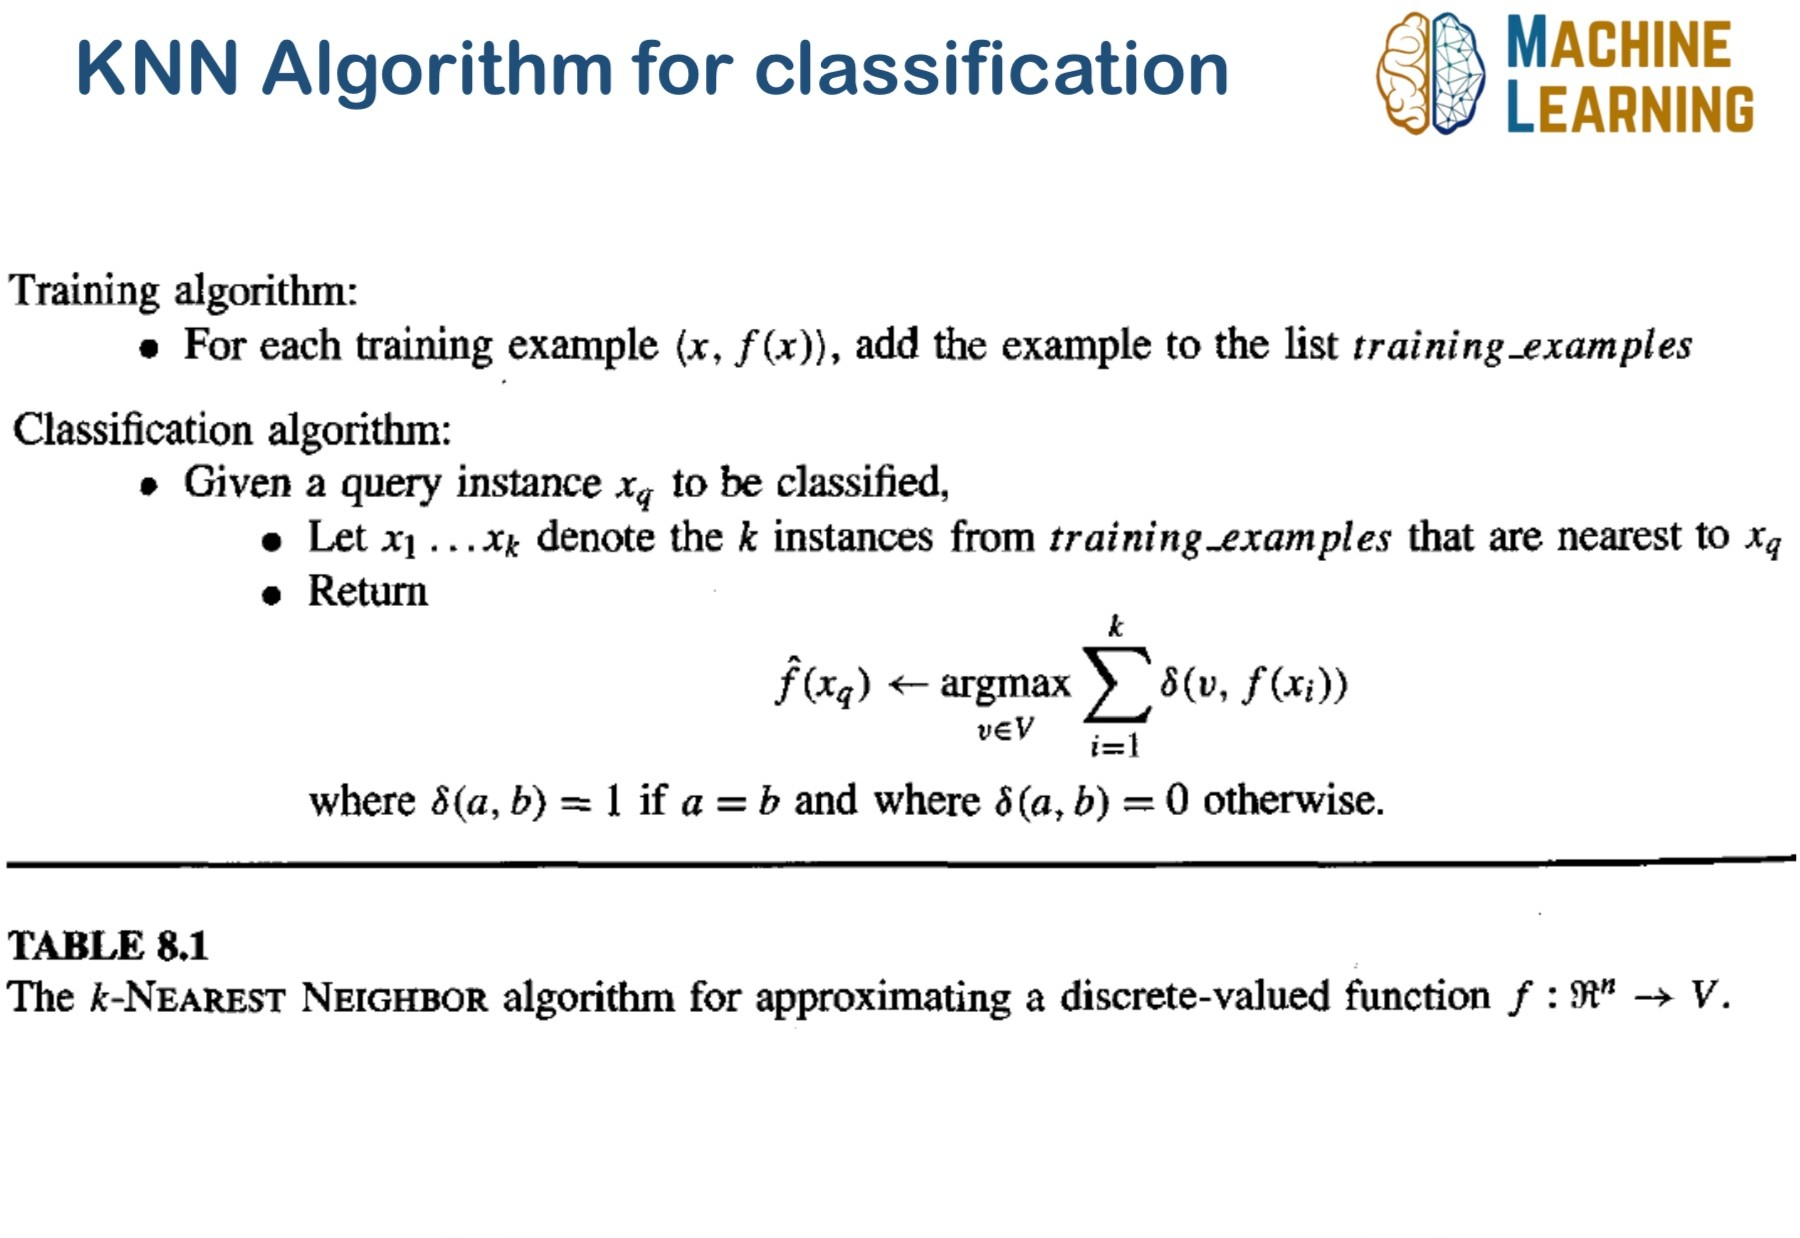 KNN Algorithm for classification
MACHINE
LEARNING
Training algorithm:
• For each training example ⟨x, f(x)⟩, add the example to the list training_examples
Classification algorithm:
• Given a query instance x_q to be classified,
• Let x_1 ... x_k denote the k instances from training_examples that are nearest to x_q
• Return
f̂(x_q) ← argmax_{v∈V} ∑_{i=1}^{k} δ(v, f(x_i))
where δ(a, b) = 1 if a = b and where δ(a, b) = 0 otherwise.
TABLE 8.1
The k-NEAREST NEIGHBOR algorithm for approximating a discrete-valued function f : ℜⁿ → V.